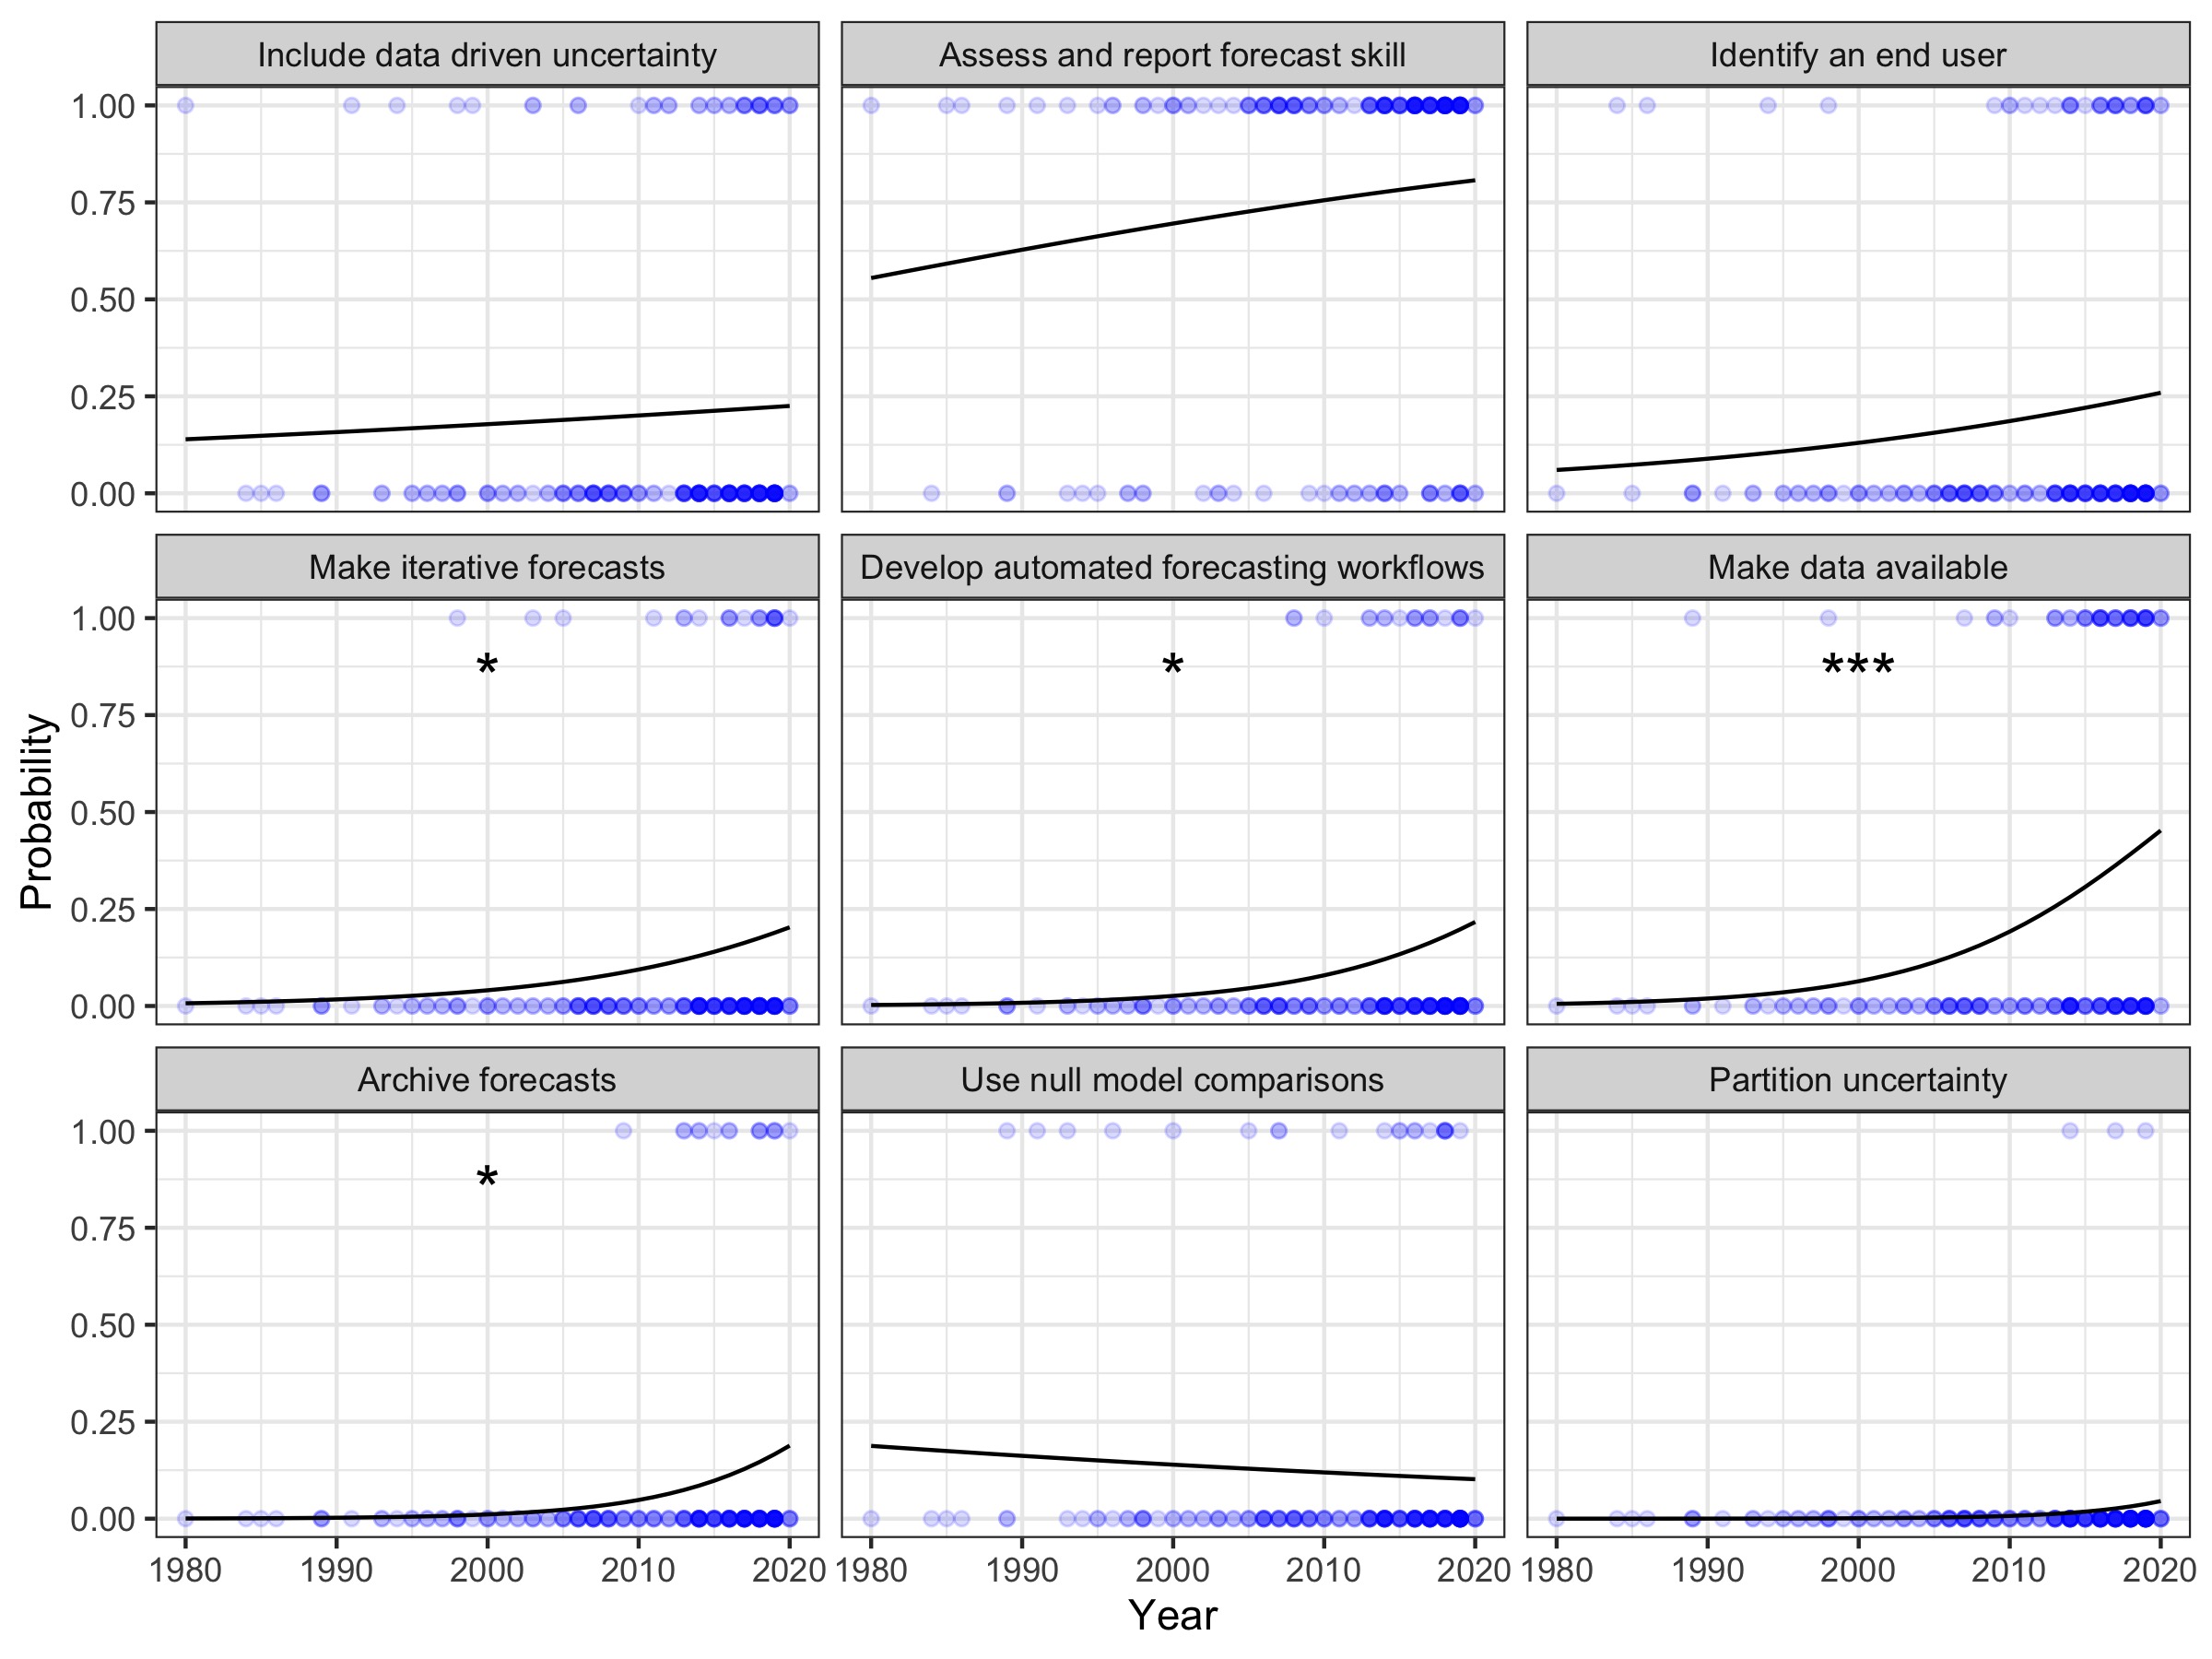 Include data driven uncertainty
Assess and report forecast skill
Identify an end user
1.00
0.75
0.50
0.25
0.00
Make iterative forecasts
Develop automated forecasting workflows
Make data available
1.00
0.75
0.50
0.25
0.00
*
*
***
Probability
Archive forecasts
Use null model comparisons
Partition uncertainty
1.00
0.75
0.50
0.25
0.00
*
1980 1990 2000 2010 2020
1980 1990 2000 2010 2020
1980 1990 2000 2010 2020
Year